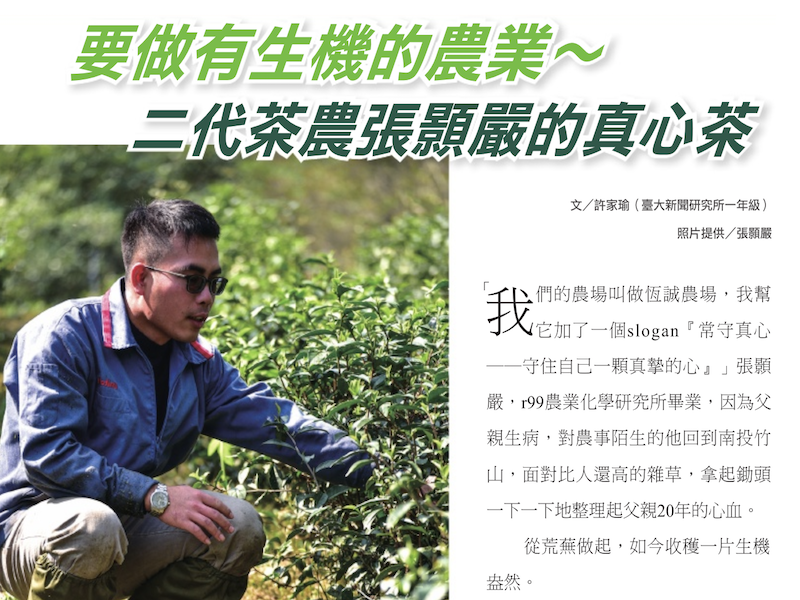 要做有生機的農業～
二代茶農張顥嚴的真心茶
文／許家瑜（臺大新聞研究所一年級）
照片提供／張顥嚴
「我們的農場叫做恆誠農場，我幫
它加了一個slogan『常守真心
──守住自己一顆真摯的心』」張顥
嚴，r99農業化學研究所畢業，因為父
親生病，對農事陌生的他回到南投竹
山，面對比人還高的雜草，拿起鋤頭
一下一下地整理起父親20年的心血。
從荒蕪做起，如今收穫一片生機
盎然。